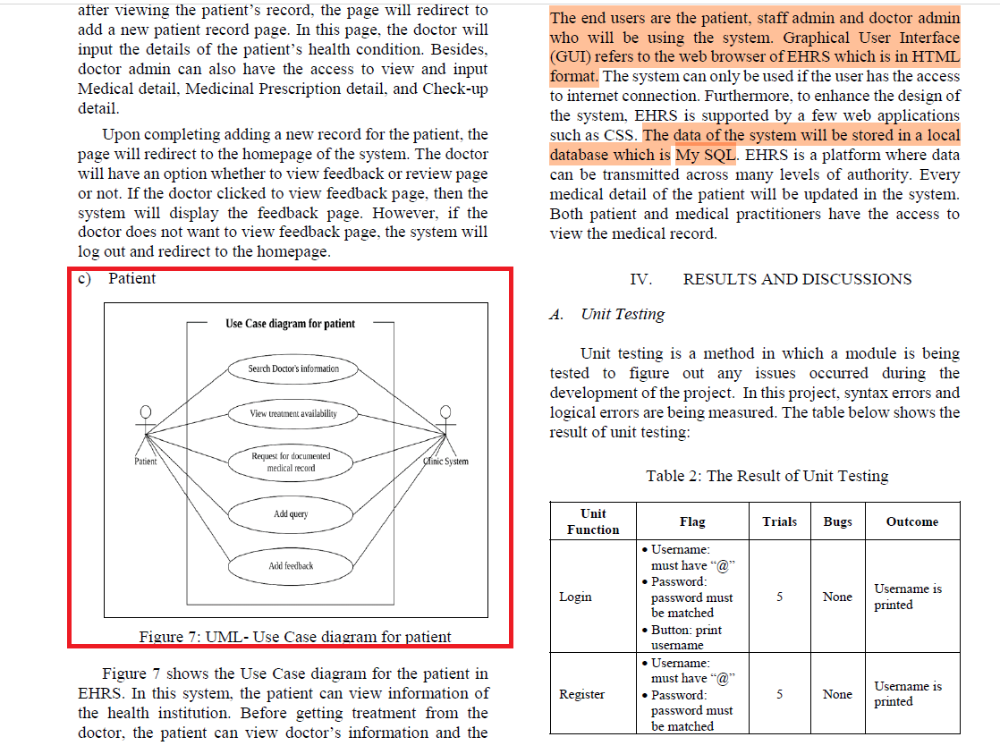 after viewing the patient's record, the page will redirect to
add a new patient record page. In this page, the doctor will
input the details of the patient's health condition. Besides,
doctor admin can also have the access to view and input
Medical detail, Medicinal Prescription detail, and Check-up
detail.
Upon completing adding a new record for the patient, the
page will redirect to the homepage of the system. The doctor
will have an option whether to view feedback or review page
or not. If the doctor clicked to view feedback page, then the
system will display the feedback page. However, if the
doctor does not want to view feedback page, the system will
log out and redirect to the homepage.
c) Patient
Use Case diagram for patient
Search Doctor's information
View treatment availability
Request for documented
medical record
Add query
Add feedback
Patient
Clinic System
Figure 7: UML- Use Case diagram for patient
Figure 7 shows the Use Case diagram for the patient in
EHRS. In this system, the patient can view information of
the health institution. Before getting treatment from the
doctor, the patient can view doctor's information and the
The end users are the patient, staff admin and doctor admin
who will be using the system. Graphical User Interface
(GUI) refers to the web browser of EHRS which is in HTML
format. The system can only be used if the user has the access
to internet connection. Furthermore, to enhance the design of
the system, EHRS is supported by a few web applications
such as CSS. The data of the system will be stored in a local
database which is My SQL. EHRS is a platform where data
can be transmitted across many levels of authority. Every
medical detail of the patient will be updated in the system.
Both patient and medical practitioners have the access to
view the medical record.
IV. RESULTS AND DISCUSSIONS
A. Unit Testing
Unit testing is a method in which a module is being
tested to figure out any issues occurred during the
development of the project. In this project, syntax errors and
logical errors are being measured. The table below shows the
result of unit testing:
Table 2: The Result of Unit Testing
Unit
Function
Flag
Trials
Bugs
Outcome
Login
• Username:
must have “@”
• Password:
password must
be matched
• Button: print
username
5
None
Username is
printed
Register
• Username:
must have “@”
• Password:
password must
be matched
5
None
Username is
printed